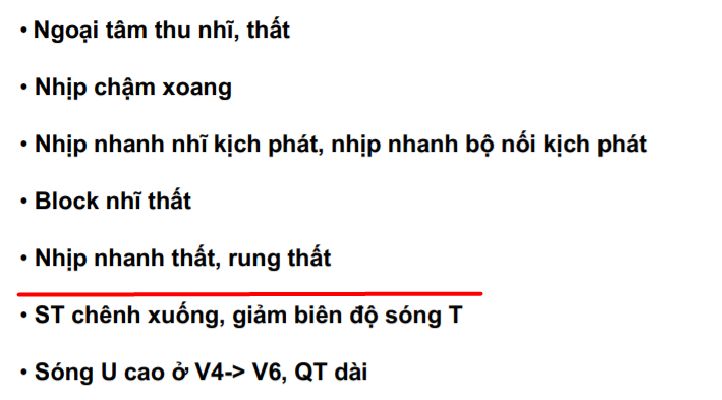 • Ngoại tâm thu nhĩ, thất
• Nhịp chậm xoang
• Nhịp nhanh nhĩ kịch phát, nhịp nhanh bộ nối kịch phát
• Block nhĩ thất
• Nhịp nhanh thất, rung thất
• ST chênh xuống, giảm biên độ sóng T
• Sóng U cao ở V4-> V6, QT dài